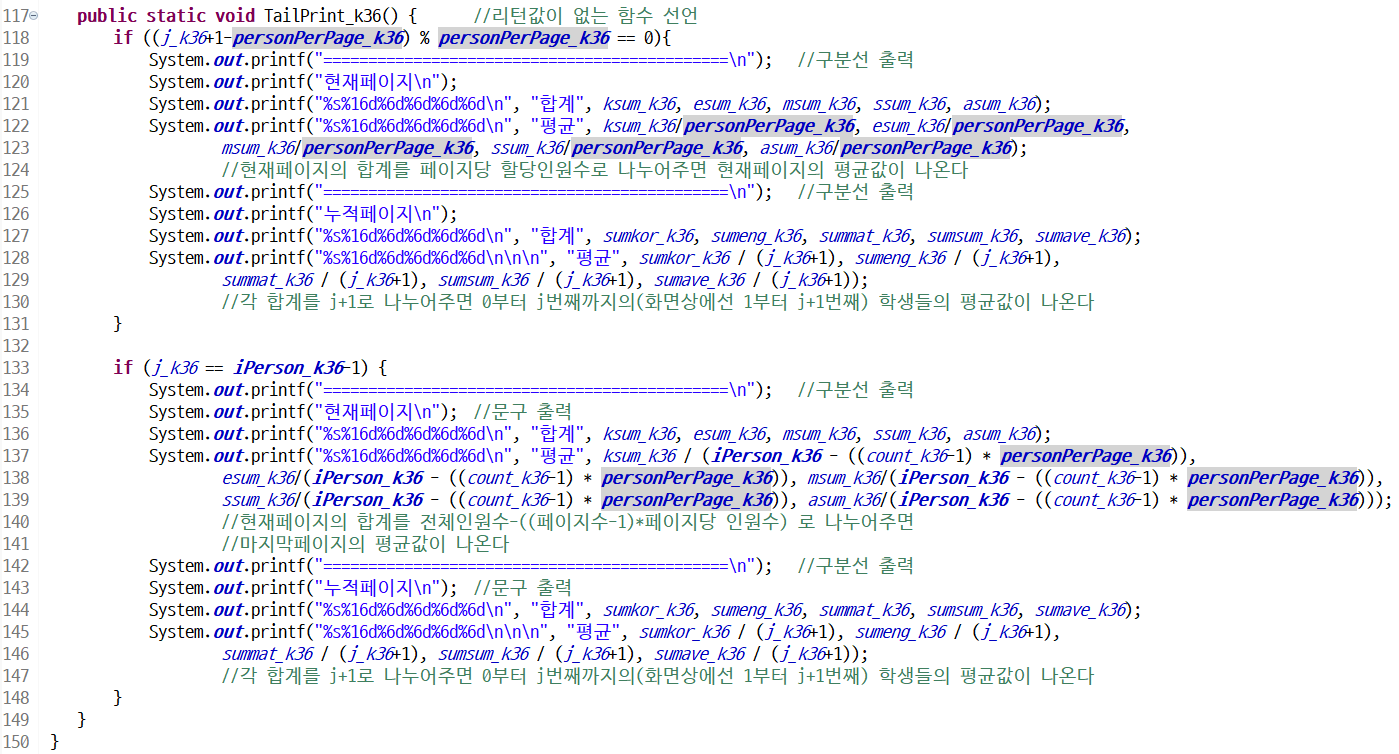 117 public static void TailPrint_k36() { //리턴값이 없는 함수 선언
118 if ((j_k36+1-personPerPage_k36) % personPerPage_k36 == 0){
119 System.out.printf("=============================================\n"); //구분선 출력
120 System.out.printf("현재페이지\n");
121 System.out.printf("%s%16d%6d%6d%6d%6d\n", "합계", ksum_k36, esum_k36, msum_k36, ssum_k36, asum_k36);
122 System.out.printf("%s%16d%6d%6d%6d%6d\n", "평균", ksum_k36/personPerPage_k36, esum_k36/personPerPage_k36,
123 msum_k36/personPerPage_k36, ssum_k36/personPerPage_k36, asum_k36/personPerPage_k36);
124 //현재페이지의 합계를 페이지당 할당인원수로 나누어주면 현재페이지의 평균값이 나온다
125 System.out.printf("=============================================\n"); //구분선 출력
126 System.out.printf("누적페이지\n");
127 System.out.printf("%s%16d%6d%6d%6d%6d\n", "합계", sumkor_k36, sumeng_k36, summat_k36, sumsum_k36, sumave_k36);
128 System.out.printf("%s%16d%6d%6d%6d%6d\n\n\n", "평균", sumkor_k36 / (j_k36+1), sumeng_k36 / (j_k36+1),
129 summat_k36 / (j_k36+1), sumsum_k36 / (j_k36+1), sumave_k36 / (j_k36+1));
130 //각 합계를 j+1로 나누어주면 0부터 j번째까지의(화면상에선 1부터 j+1번째) 학생들의 평균값이 나온다
131 }
132
133 if (j_k36 == iPerson_k36-1) {
134 System.out.printf("=============================================\n"); //구분선 출력
135 System.out.printf("현재페이지\n"); //문구 출력
136 System.out.printf("%s%16d%6d%6d%6d%6d\n", "합계", ksum_k36, esum_k36, msum_k36, ssum_k36, asum_k36);
137 System.out.printf("%s%16d%6d%6d%6d%6d\n", "평균", ksum_k36 / (iPerson_k36 - ((count_k36-1) * personPerPage_k36)),
138 esum_k36/(iPerson_k36 - ((count_k36-1) * personPerPage_k36)), msum_k36/(iPerson_k36 - ((count_k36-1) * personPerPage_k36)),
139 ssum_k36/(iPerson_k36 - ((count_k36-1) * personPerPage_k36)), asum_k36/(iPerson_k36 - ((count_k36-1) * personPerPage_k36)));
140 //현재페이지의 합계를 전체인원수-((페이지수-1)*페이지당 인원수) 로 나누어주면
141 //마지막페이지의 평균값이 나온다
142 System.out.printf("=============================================\n"); //구분선 출력
143 System.out.printf("누적페이지\n"); //문구 출력
144 System.out.printf("%s%16d%6d%6d%6d%6d\n", "합계", sumkor_k36, sumeng_k36, summat_k36, sumsum_k36, sumave_k36);
145 System.out.printf("%s%16d%6d%6d%6d%6d\n\n\n", "평균", sumkor_k36 / (j_k36+1), sumeng_k36 / (j_k36+1),
146 summat_k36 / (j_k36+1), sumsum_k36 / (j_k36+1), sumave_k36 / (j_k36+1));
147 //각 합계를 j+1로 나누어주면 0부터 j번째까지의(화면상에선 1부터 j+1번째) 학생들의 평균값이 나온다
148 }
149 }
150 }